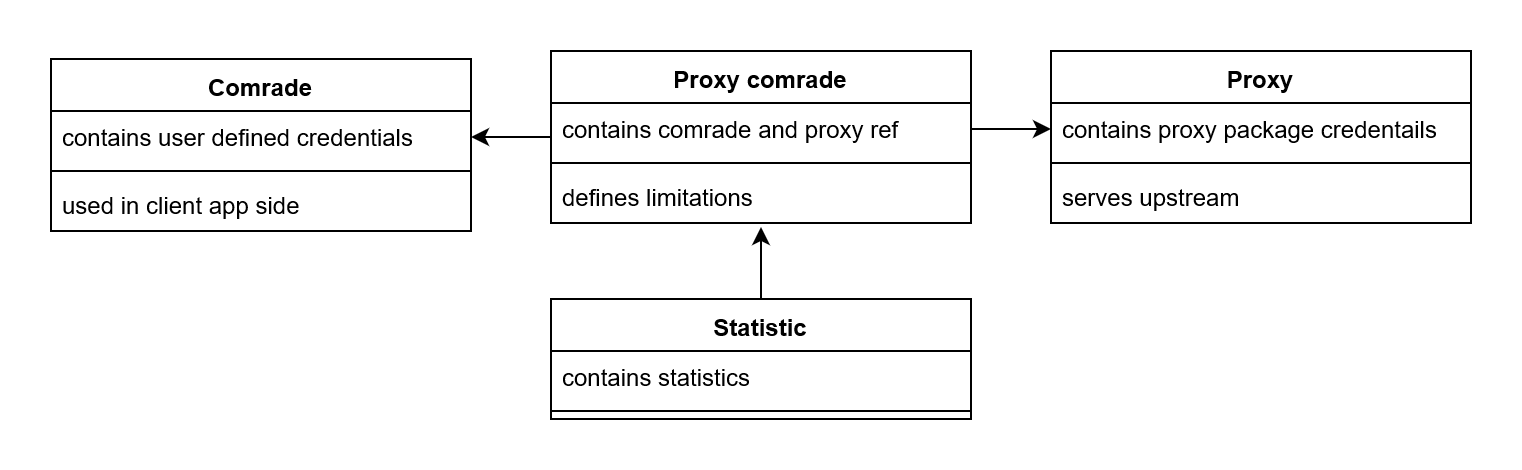 Comrade
contains user defined credentials
used in client app side
Proxy comrade
contains comrade and proxy ref
defines limitations
Proxy
contains proxy package credentails
serves upstream
Statistic
contains statistics